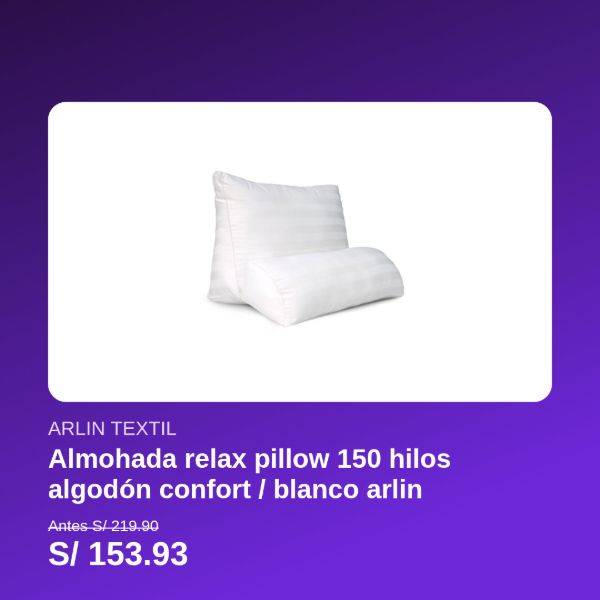 ARLIN TEXTIL
Almohada relax pillow 150 hilos
algodón confort / blanco arlin
Antes S/ 219.90
S/ 153.93